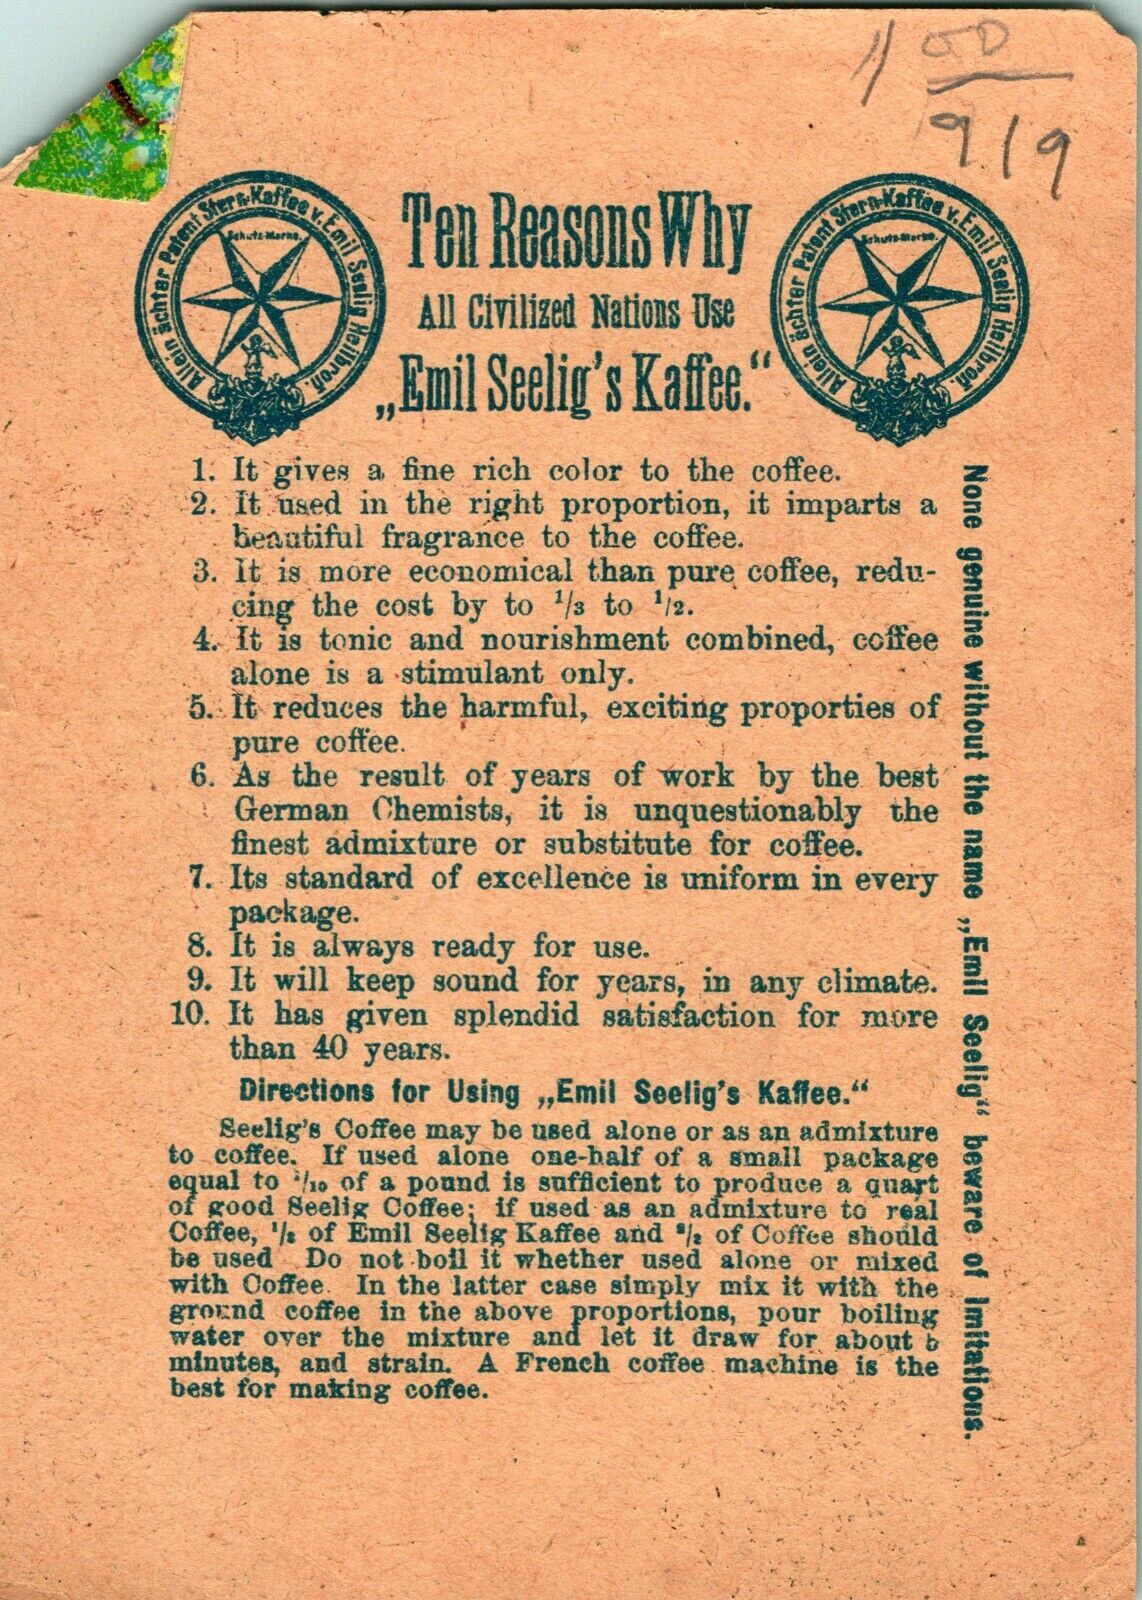 1 00
919
Allein ächter Patent Stern-Kaffee v. Emil Seelig Heilbron.
Schutz-Marke.
Ten Reasons Why
All Civilized Nations Use
„Emil Seelig's Kaffee.“
Allein ächter Patent Stern-Kaffee v. Emil Seelig Heilbron.
Schutz-Marke.
1. It gives a fine rich color to the coffee.
2. It used in the right proportion, it imparts a
beautiful fragrance to the coffee.
3. It is more economical than pure coffee, redu-
cing the cost by to 1/3 to 1/2.
4. It is tonic and nourishment combined, coffee
alone is a stimulant only.
5. It reduces the harmful, exciting proporties of
pure coffee.
6. As the result of years of work by the best
German Chemists, it is unquestionably the
finest admixture or substitute for coffee.
7. Its standard of excellence is uniform in every
package.
8. It is always ready for use.
9. It will keep sound for years, in any climate.
10. It has given splendid satisfaction for more
than 40 years.
Directions for Using „Emil Seelig's Kaffee.“
Seelig's Coffee may be used alone or as an admixture
to coffee. If used alone one-half of a small package
equal to of a pound is sufficient to produce a quart
of good Seelig Coffee; if used as an admixture to real
Coffee, of Emil Seelig Kaffee and of Coffee should
be used Do not boil it whether used alone or mixed
with Coffee. In the latter case simply mix it with the
ground coffee in the above proportions, pour boiling
water over the mixture and let it draw for about 5
minutes, and strain. A French coffee machine is the
best for making coffee.
None genuine without the name „Emil Seelig“ beware of Imitations.